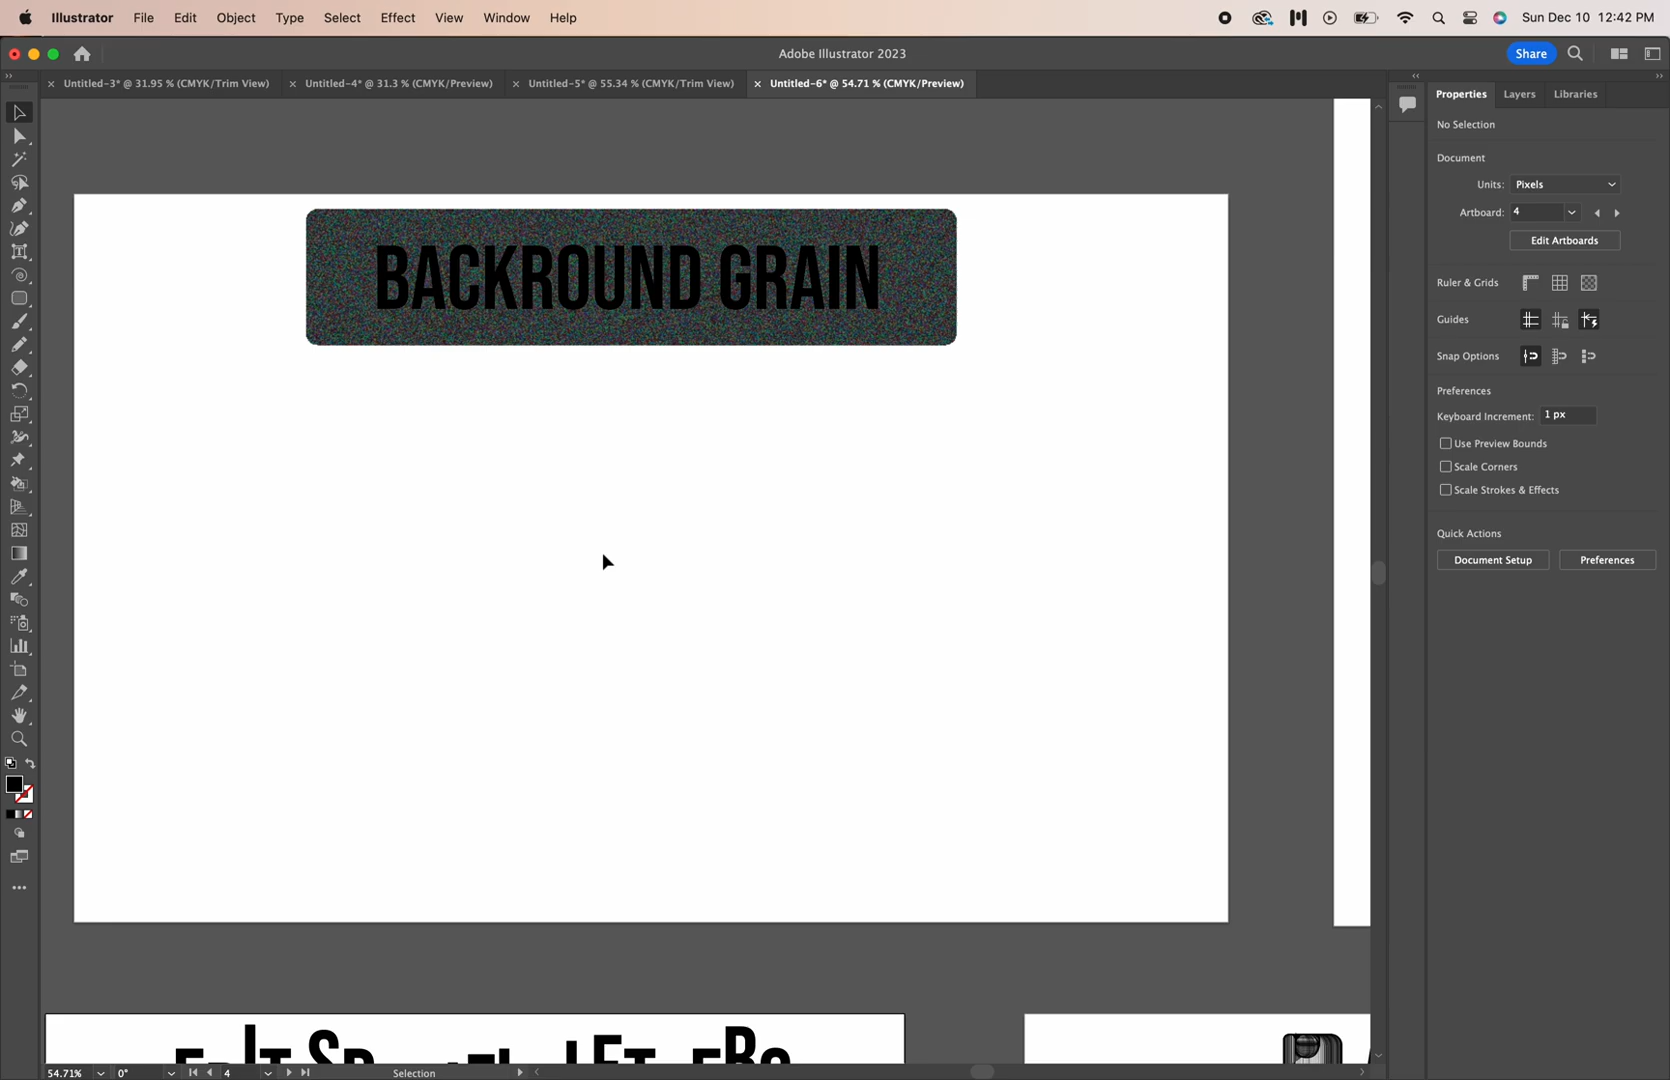 Illustrator File Edit Object Type Select Effect View Window Help Sun Dec 10 12:42 PM
Adobe Illustrator 2023 Share
Untitled-3* @ 31.95 % (CMYK/Trim View) Untitled-4* @ 31.3 % (CMYK/Preview) Untitled-5* @ 55.34 % (CMYK/Trim View) Untitled-6* @ 54.71 % (CMYK/Preview)
Properties Layers Libraries
No Selection
Document
Units: Pixels
Artboard: 4
Edit Artboards
Ruler & Grids
Guides
Snap Options
Preferences
Keyboard Increment: 1 px
Use Preview Bounds
Scale Corners
Scale Strokes & Effects
Quick Actions
Document Setup Preferences
BACKROUND GRAIN
54.71% 0° 4 Selection